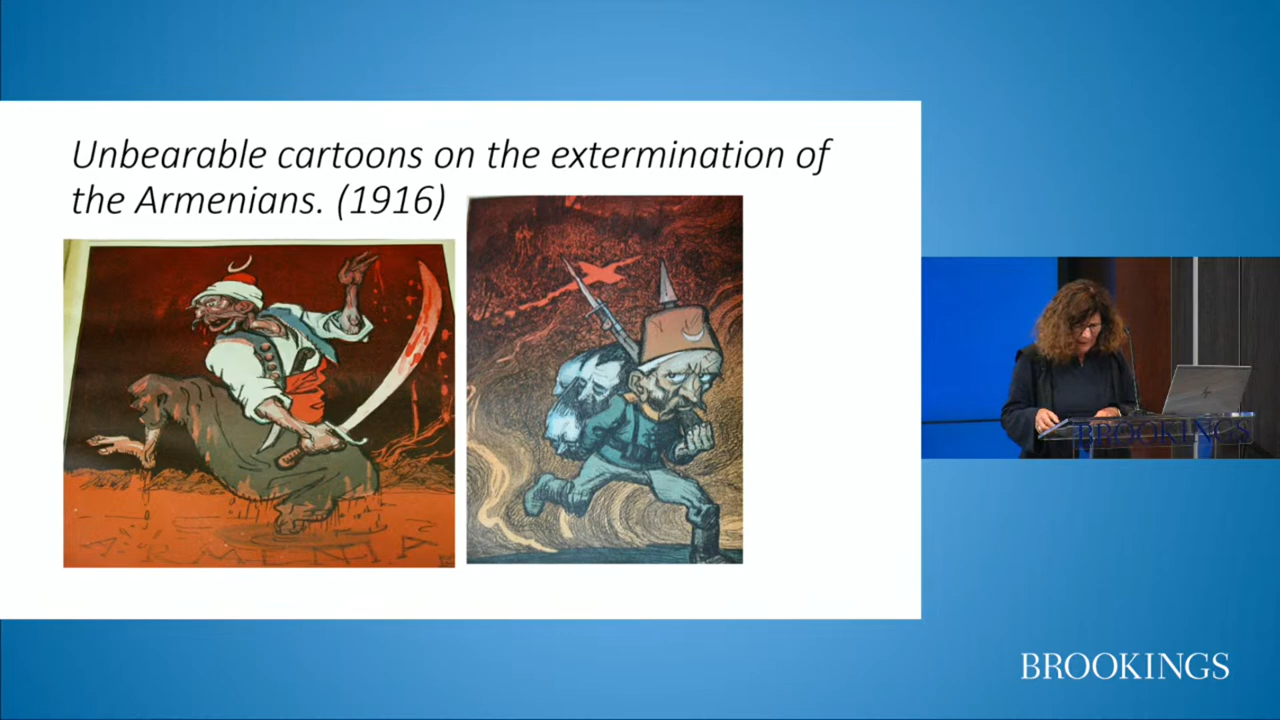 Unbearable cartoons on the extermination of
the Armenians. (1916)
ARMENIA
BROOKINGS
BROOKINGS